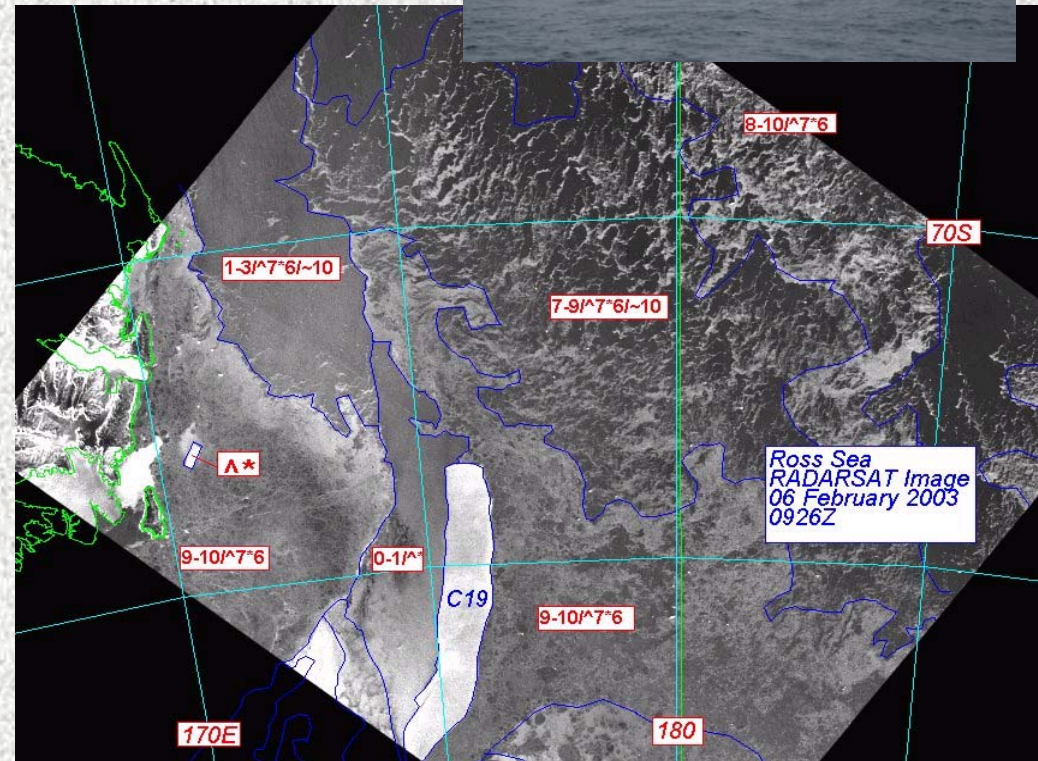 8-10/^7*6
70S
1-3/^7*6/~10
7-9/^7*6/~10
Ross Sea
RADARSAT Image
06 February 2003
0926Z
^*
9-10/^7*6
0-1/^*
C19
9-10/^7*6
170E
180